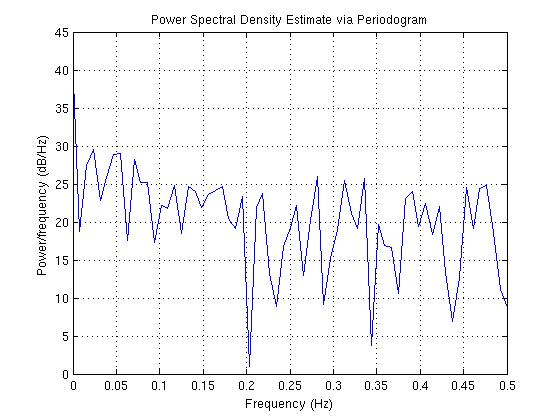 Power Spectral Density Estimate via Periodogram
45
40
35
30
25
20
15
10
5
0
Power/frequency (dB/Hz)
0 0.05 0.1 0.15 0.2 0.25 0.3 0.35 0.4 0.45 0.5
Frequency (Hz)